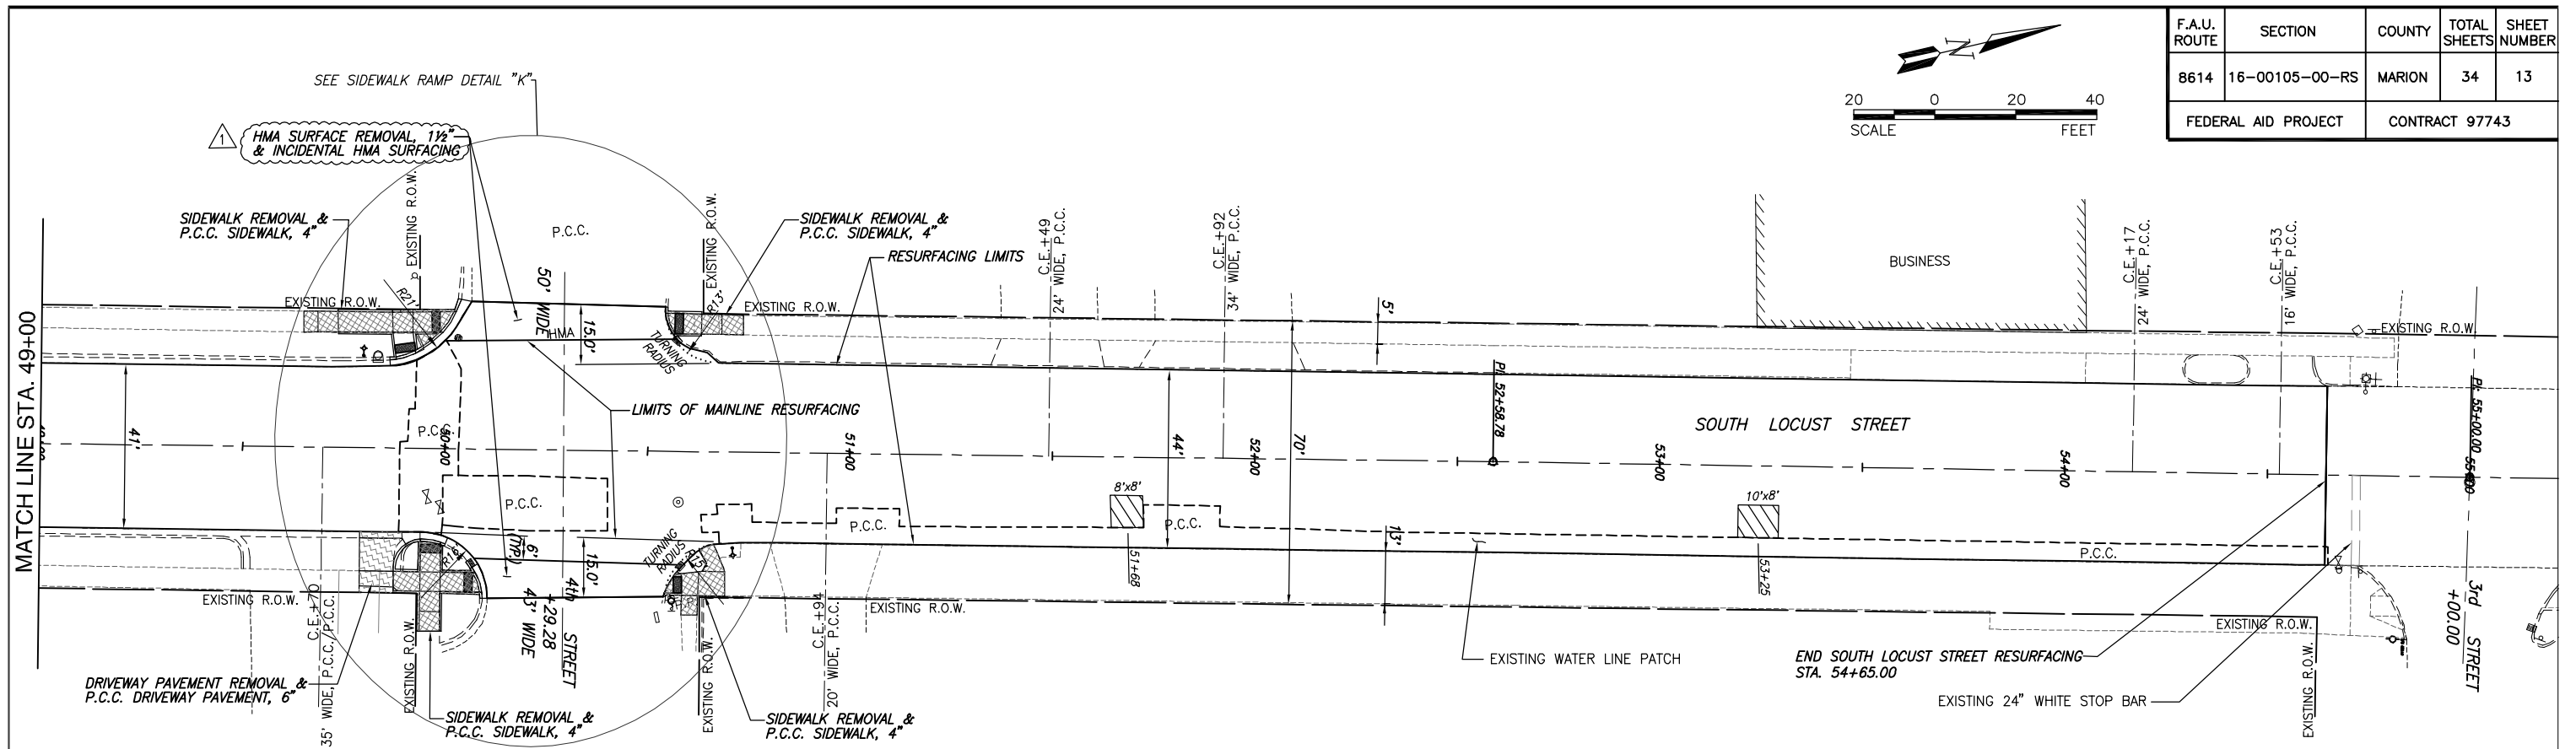 F.A.U. ROUTE
SECTION
COUNTY
TOTAL SHEETS
SHEET NUMBER
8614
16-00105-00-RS
MARION
34
13
FEDERAL AID PROJECT
CONTRACT 97743
N
20 0 20 40
SCALE FEET
SEE SIDEWALK RAMP DETAIL "K"
1
HMA SURFACE REMOVAL, 1½"
& INCIDENTAL HMA SURFACING
SIDEWALK REMOVAL &
P.C.C. SIDEWALK, 4"
EXISTING R.O.W.
P.C.C.
EXISTING R.O.W.
SIDEWALK REMOVAL &
P.C.C. SIDEWALK, 4"
RESURFACING LIMITS
C.E.+49
24' WIDE, P.C.C.
C.E.+92
34' WIDE, P.C.C.
BUSINESS
C.E.+17
24' WIDE, P.C.C.
C.E.+53
16' WIDE, P.C.C.
EXISTING R.O.W.
R21'
50' WIDE
HMA
15.0'
R13'
TURNING
RADIUS
EXISTING R.O.W.
5'
EXISTING R.O.W.
MATCH LINE STA. 49+00
41'
P.C.C.
50+00
LIMITS OF MAINLINE RESURFACING
51+00
44'
52+00
70'
PI: 52+58.78
SOUTH LOCUST STREET
53+00
54+00
PI: 55+00.00
55+00
P.C.C.
8'x8'
10'x8'
P.C.C.
P.C.C.
13'
P.C.C.
51+68
53+25
6'
(TYP.)
15.0'
TURNING
RADIUS
EXISTING R.O.W.
C.E.+70
35' WIDE, P.C.C./P.C.C.
4th STREET
+29.28
43' WIDE
C.E.+94
20' WIDE, P.C.C.
EXISTING R.O.W.
EXISTING R.O.W.
EXISTING R.O.W.
EXISTING WATER LINE PATCH
END SOUTH LOCUST STREET RESURFACING
STA. 54+65.00
EXISTING 24" WHITE STOP BAR
EXISTING R.O.W.
EXISTING R.O.W.
3rd STREET
+00.00
DRIVEWAY PAVEMENT REMOVAL &
P.C.C. DRIVEWAY PAVEMENT, 6"
SIDEWALK REMOVAL &
P.C.C. SIDEWALK, 4"
SIDEWALK REMOVAL &
P.C.C. SIDEWALK, 4"